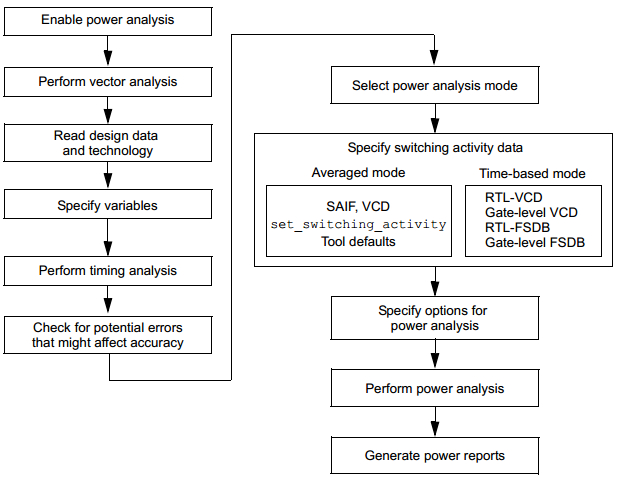 Enable power analysis
Perform vector analysis
Read design data
and technology
Specify variables
Perform timing analysis
Check for potential errors
that might affect accuracy
Select power analysis mode
Specify switching activity data
Averaged mode
SAIF, VCD
set_switching_activity
Tool defaults
Time-based mode
RTL-VCD
Gate-level VCD
RTL-FSDB
Gate-level FSDB
Specify options for
power analysis
Perform power analysis
Generate power reports